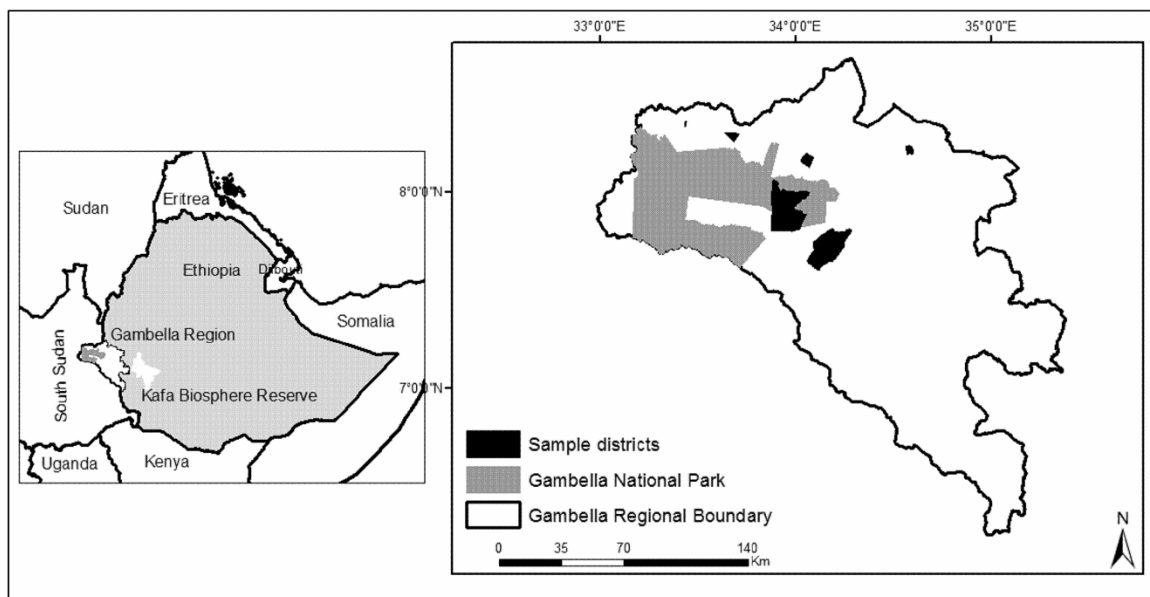 33°0'0"E 34°0'0"E 35°0'0"E
Sudan
Eritrea
Ethiopia
Djibouti
Somalia
Gambella Region
South Sudan
Kafa Biosphere Reserve
Uganda
Kenya
8°0'0"N
7°0'0"N
Sample districts
Gambella National Park
Gambella Regional Boundary
0 35 70 140
Km
N